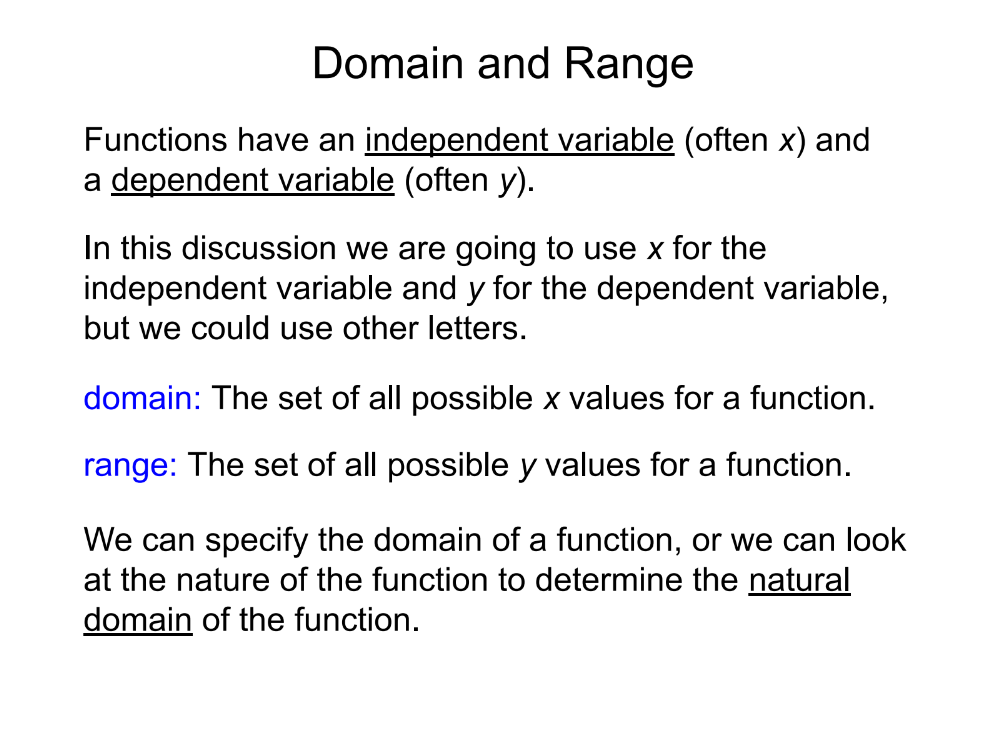 Domain and Range
Functions have an independent variable (often x) and
a dependent variable (often y).
In this discussion we are going to use x for the
independent variable and y for the dependent variable,
but we could use other letters.
domain: The set of all possible x values for a function.
range: The set of all possible y values for a function.
We can specify the domain of a function, or we can look
at the nature of the function to determine the natural
domain of the function.